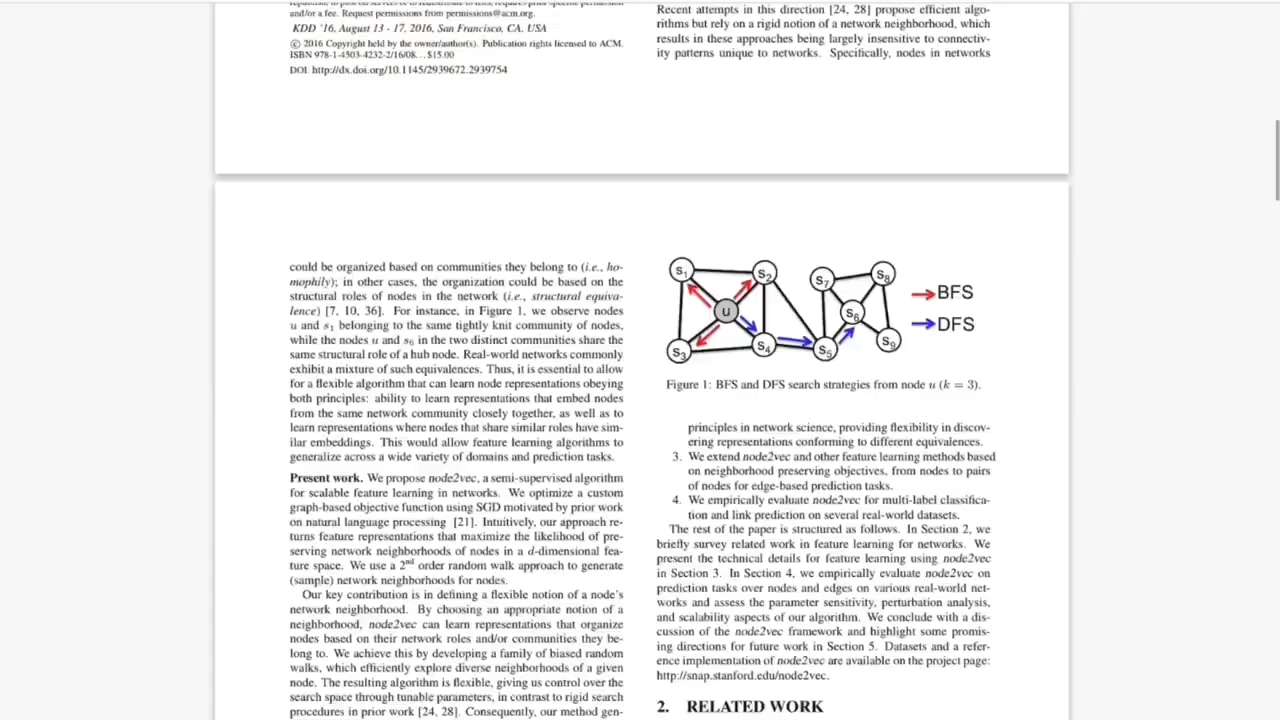 and/or a fee. Request permissions from permissions@acm.org.
KDD '16, August 13 - 17, 2016, San Francisco, CA, USA
© 2016 Copyright held by the owner/author(s). Publication rights licensed to ACM.
ISBN 978-1-4503-4232-2/16/08...$15.00
DOI: http://dx.doi.org/10.1145/2939672.2939754
Recent attempts in this direction [24, 28] propose efficient algo-
rithms but rely on a rigid notion of a network neighborhood, which
results in these approaches being largely insensitive to connectiv-
ity patterns unique to networks. Specifically, nodes in networks
could be organized based on communities they belong to (i.e., ho-
mophily); in other cases, the organization could be based on the
structural roles of nodes in the network (i.e., structural equiva-
lence) [7, 10, 36]. For instance, in Figure 1, we observe nodes
u and s1 belonging to the same tightly knit community of nodes,
while the nodes u and s6 in the two distinct communities share the
same structural role of a hub node. Real-world networks commonly
exhibit a mixture of such equivalences. Thus, it is essential to allow
for a flexible algorithm that can learn node representations obeying
both principles: ability to learn representations that embed nodes
from the same network community closely together, as well as to
learn representations where nodes that share similar roles have sim-
ilar embeddings. This would allow feature learning algorithms to
generalize across a wide variety of domains and prediction tasks.
Present work. We propose node2vec, a semi-supervised algorithm
for scalable feature learning in networks. We optimize a custom
graph-based objective function using SGD motivated by prior work
on natural language processing [21]. Intuitively, our approach re-
turns feature representations that maximize the likelihood of pre-
serving network neighborhoods of nodes in a d-dimensional fea-
ture space. We use a 2nd order random walk approach to generate
(sample) network neighborhoods for nodes.
Our key contribution is in defining a flexible notion of a node's
network neighborhood. By choosing an appropriate notion of a
neighborhood, node2vec can learn representations that organize
nodes based on their network roles and/or communities they be-
long to. We achieve this by developing a family of biased random
walks, which efficiently explore diverse neighborhoods of a given
node. The resulting algorithm is flexible, giving us control over the
search space through tunable parameters, in contrast to rigid search
procedures in prior work [24, 28]. Consequently, our method gen-
s1
s2
s7
s8
u
s6
s3
s4
s5
s9
BFS
DFS
Figure 1: BFS and DFS search strategies from node u (k = 3).
principles in network science, providing flexibility in discov-
ering representations conforming to different equivalences.
3. We extend node2vec and other feature learning methods based
on neighborhood preserving objectives, from nodes to pairs
of nodes for edge-based prediction tasks.
4. We empirically evaluate node2vec for multi-label classifica-
tion and link prediction on several real-world datasets.
The rest of the paper is structured as follows. In Section 2, we
briefly survey related work in feature learning for networks. We
present the technical details for feature learning using node2vec
in Section 3. In Section 4, we empirically evaluate node2vec on
prediction tasks over nodes and edges on various real-world net-
works and assess the parameter sensitivity, perturbation analysis,
and scalability aspects of our algorithm. We conclude with a dis-
cussion of the node2vec framework and highlight some promis-
ing directions for future work in Section 5. Datasets and a refer-
ence implementation of node2vec are available on the project page:
http://snap.stanford.edu/node2vec.
2. RELATED WORK